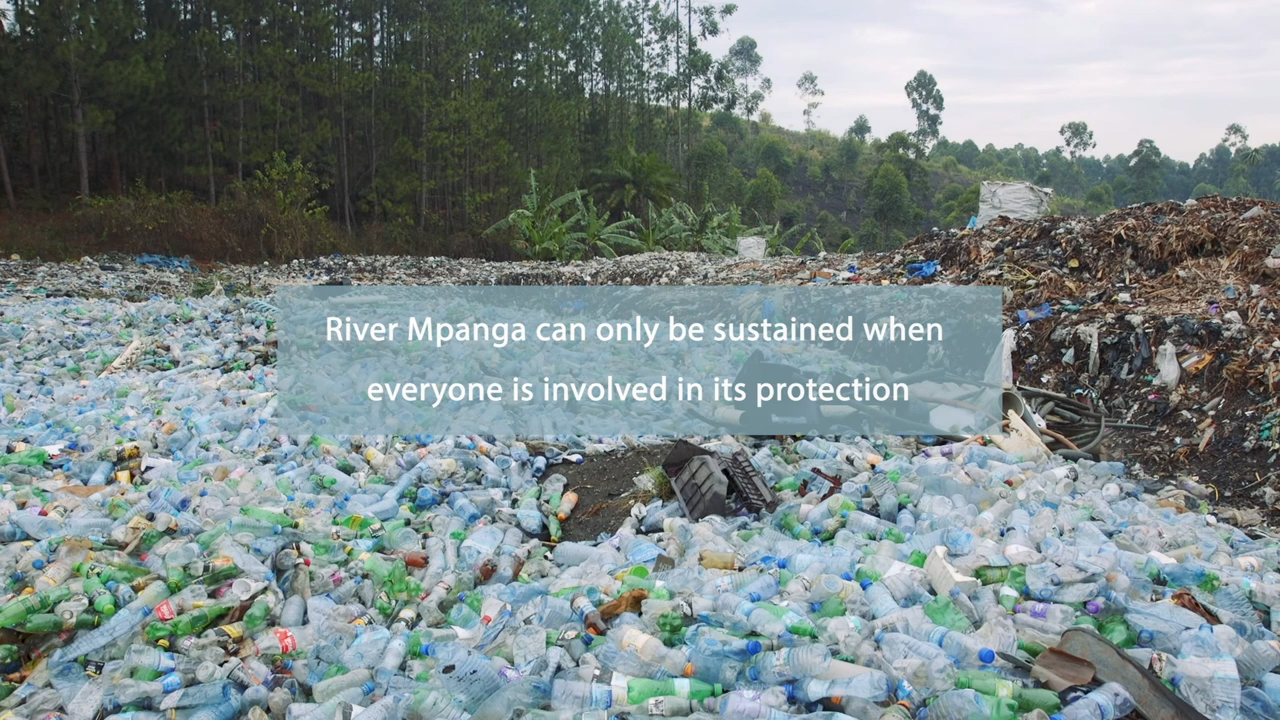 River Mpanga can only be sustained when
everyone is involved in its protection